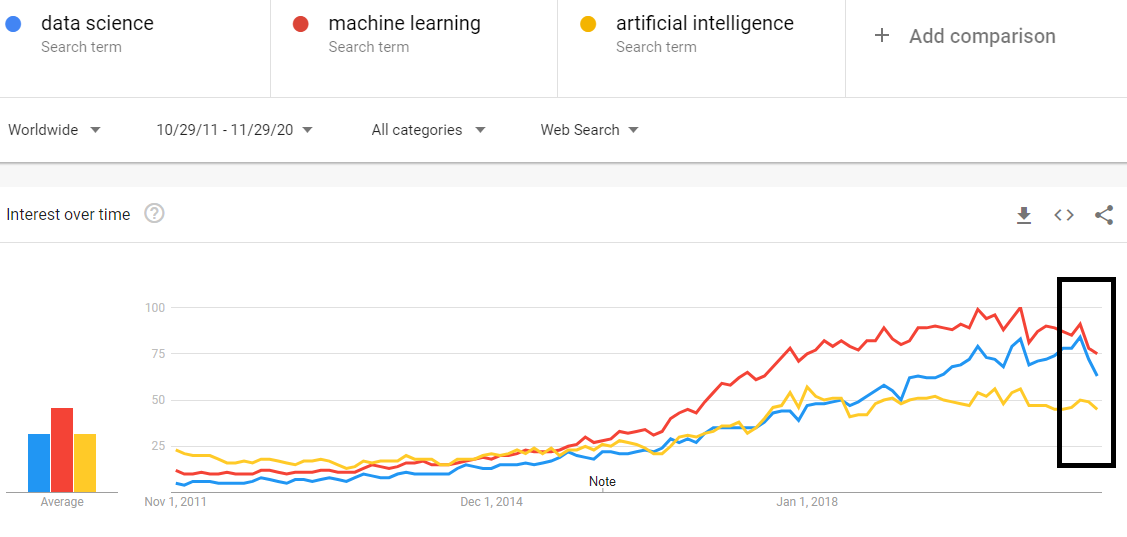 data science
Search term
machine learning
Search term
artificial intelligence
Search term
+ Add comparison
Worldwide
10/29/11 - 11/29/20
All categories
Web Search
Interest over time
?
<>
100
75
50
25
Note
Average
Nov 1, 2011
Dec 1, 2014
Jan 1, 2018